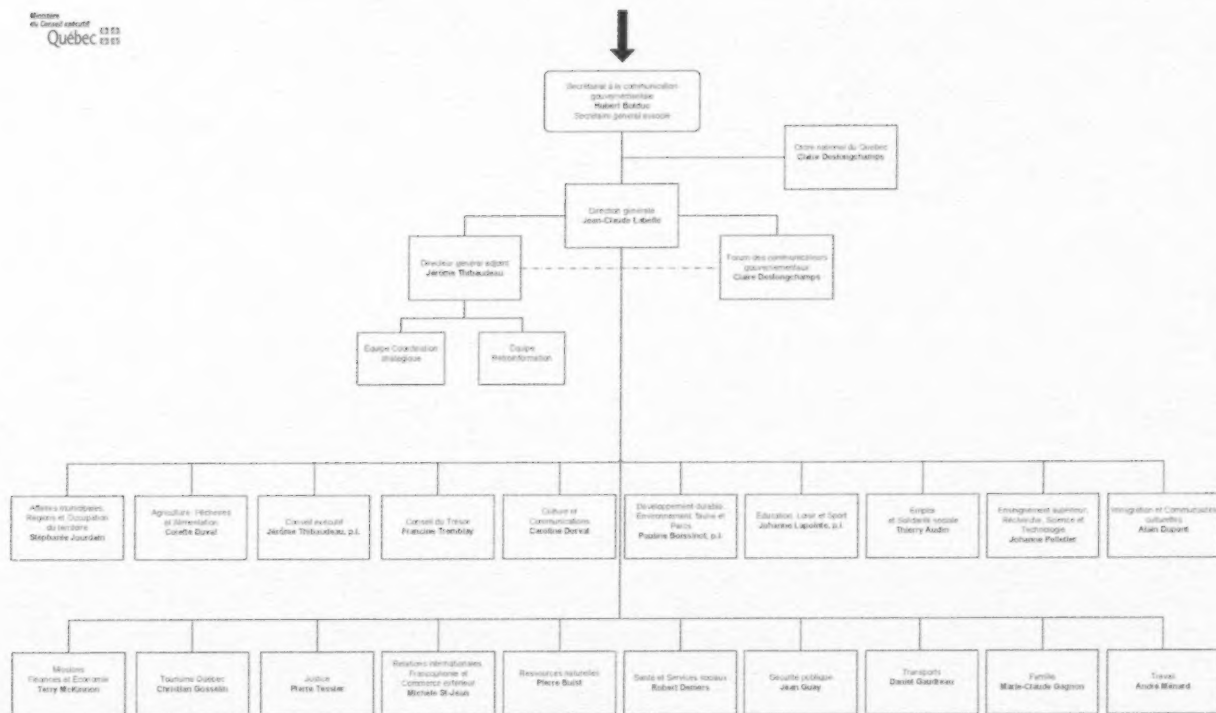 Ministère
du Conseil exécutif
Québec
Secrétariat à la communication
gouvernementale
Hubert Bolduc
Secrétaire général associé
Ordre national du Québec
Claire Deslongchamps
Direction générale
Jean-Claude Labelle
Directeur général adjoint
Jérôme Thibaudeau
Forum des communicateurs
gouvernementaux
Claire Deslongchamps
Équipe Coordination
stratégique
Équipe
Rétroinformation
Affaires municipales,
Régions et Occupation
du territoire
Stéphanie Jourdain
Agriculture, Pêcheries
et Alimentation
Colette Duval
Conseil exécutif
Jérôme Thibaudeau, p.i.
Conseil du Trésor
Francine Tremblay
Culture et
Communications
Caroline Dorval
Développement durable,
Environnement, faune et
Parcs
Pauline Boissinot, p.i.
Éducation, Loisir et Sport
Johanne Lapointe, p.i.
Emploi
et Solidarité sociale
Thierry Audin
Enseignement supérieur,
Recherche, Science et
Technologie
Johanne Pelletier
Immigration et Communautés
culturelles
Alain Dupont
Missions
Finances et Économie
Terry McKinnon
Tourisme Québec
Christian Gosselin
Justice
Pierre Tessier
Relations internationales,
Francophonie et
Commerce extérieur
Michèle St-Jean
Ressources naturelles
Pierre Buist
Santé et Services sociaux
Robert Demers
Sécurité publique
Jean Guay
Transports
Daniel Gaudreau
Famille
Marie-Claude Gagnon
Travail
André Ménard